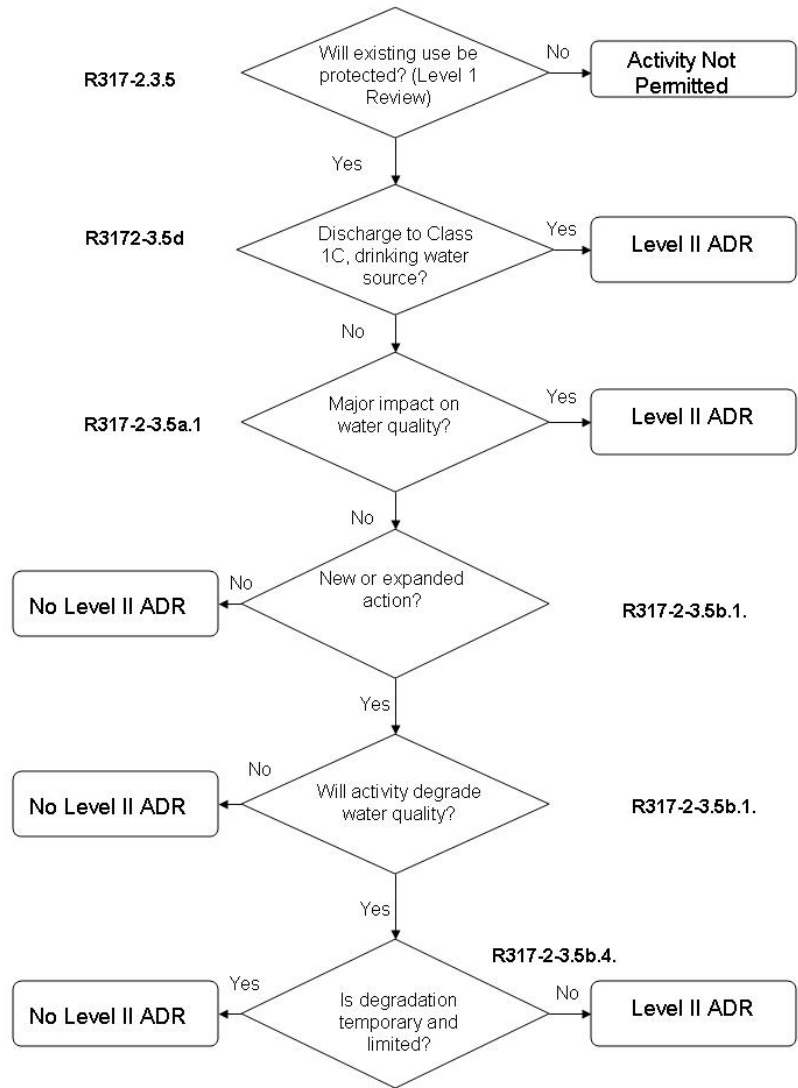 Will existing use be
protected? (Level 1
Review)
No
Activity Not
Permitted
R317-2.3.5
Yes
R3172-3.5d
Discharge to Class
1C, drinking water
source?
Yes
Level II ADR
No
R317-2-3.5a.1
Major impact on
water quality?
Yes
Level II ADR
No
No Level II ADR
No
New or expanded
action?
R317-2-3.5b.1.
Yes
No Level II ADR
No
Will activity degrade
water quality?
R317-2-3.5b.1.
Yes
R317-2-3.5b.4.
No Level II ADR
Yes
Is degradation
temporary and
limited?
No
Level II ADR